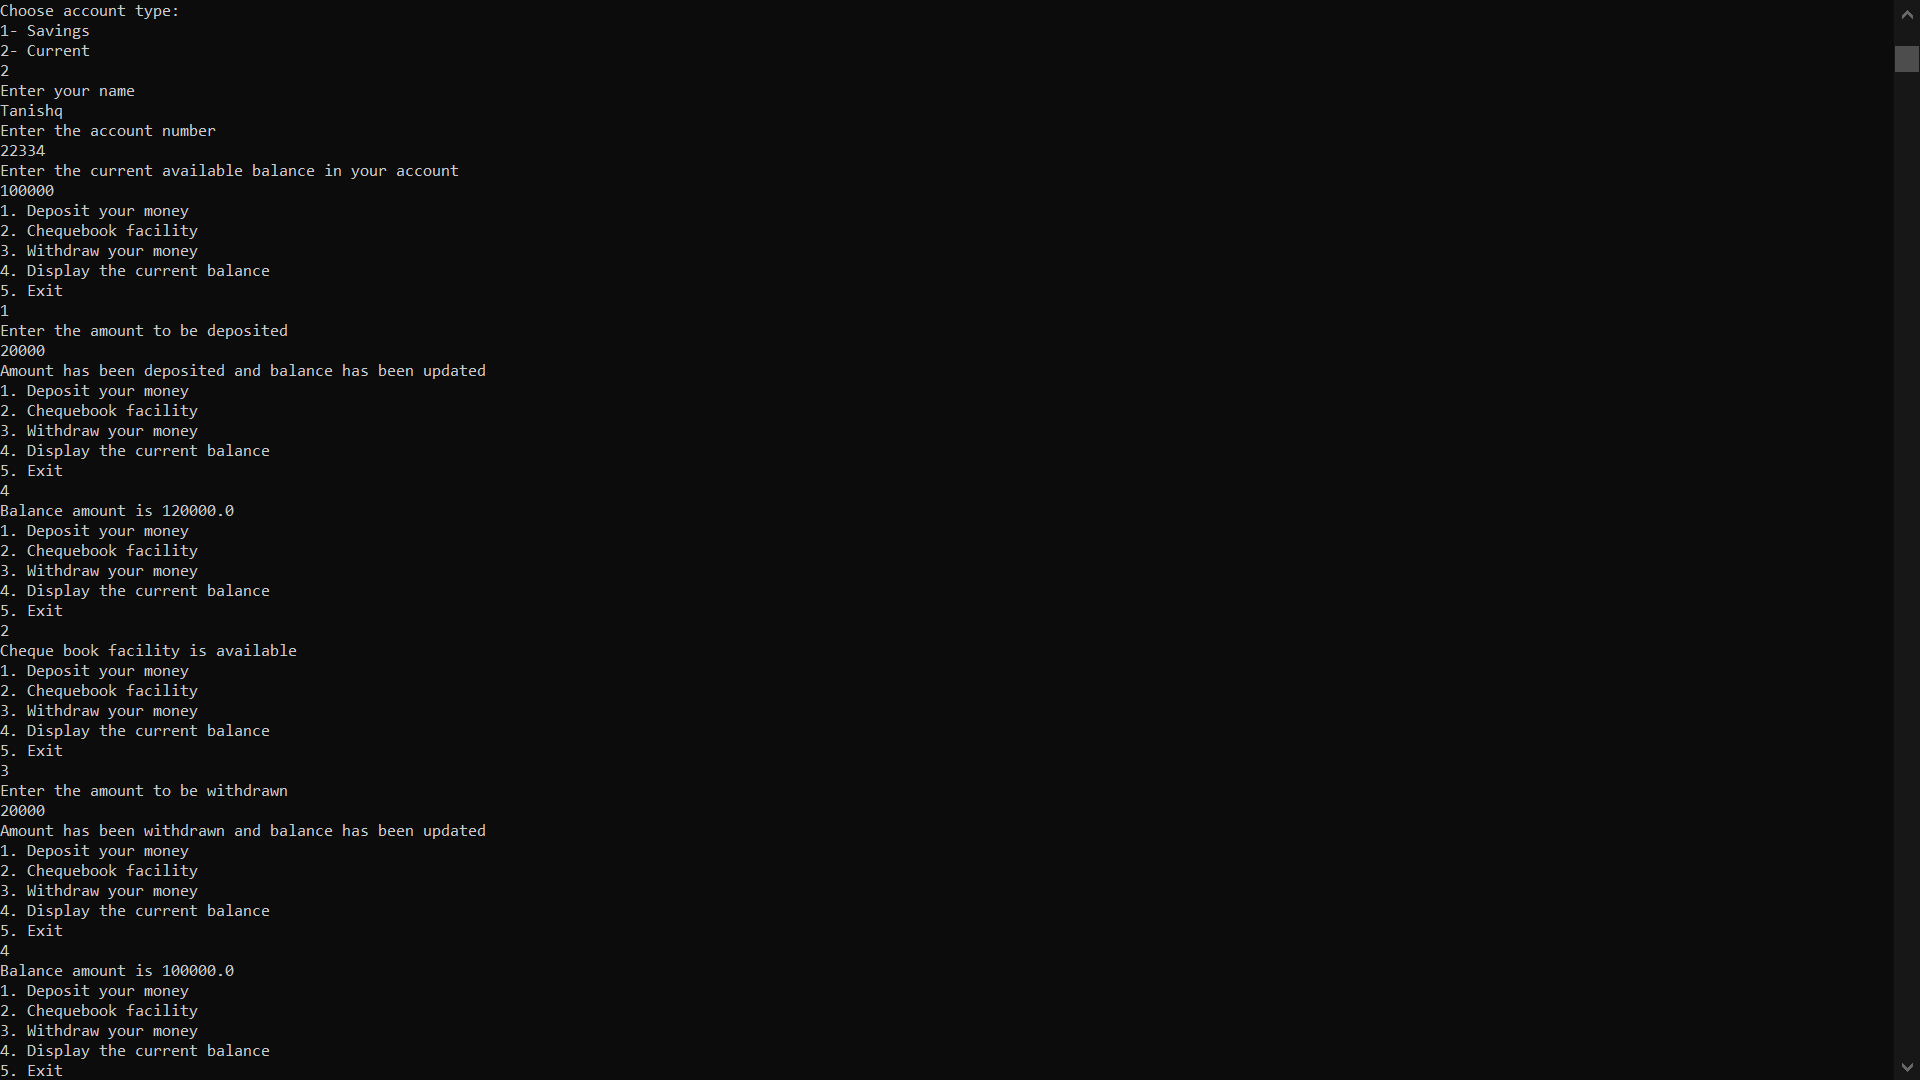 Choose account type:
1- Savings
2- Current
2
Enter your name
Tanishq
Enter the account number
22334
Enter the current available balance in your account
100000
1. Deposit your money
2. Chequebook facility
3. Withdraw your money
4. Display the current balance
5. Exit
1
Enter the amount to be deposited
20000
Amount has been deposited and balance has been updated
1. Deposit your money
2. Chequebook facility
3. Withdraw your money
4. Display the current balance
5. Exit
4
Balance amount is 120000.0
1. Deposit your money
2. Chequebook facility
3. Withdraw your money
4. Display the current balance
5. Exit
2
Cheque book facility is available
1. Deposit your money
2. Chequebook facility
3. Withdraw your money
4. Display the current balance
5. Exit
3
Enter the amount to be withdrawn
20000
Amount has been withdrawn and balance has been updated
1. Deposit your money
2. Chequebook facility
3. Withdraw your money
4. Display the current balance
5. Exit
4
Balance amount is 100000.0
1. Deposit your money
2. Chequebook facility
3. Withdraw your money
4. Display the current balance
5. Exit